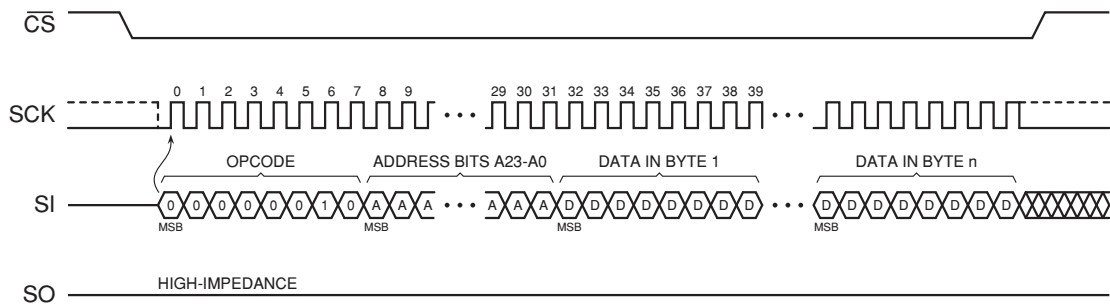 CS
0 1 2 3 4 5 6 7 8 9 29 30 31 32 33 34 35 36 37 38 39
SCK
OPCODE ADDRESS BITS A23-A0 DATA IN BYTE 1 DATA IN BYTE n
SI 0 0 0 0 0 0 1 0 A A A A A A D D D D D D D D D D D D D D D D
MSB MSB MSB MSB
HIGH-IMPEDANCE
SO